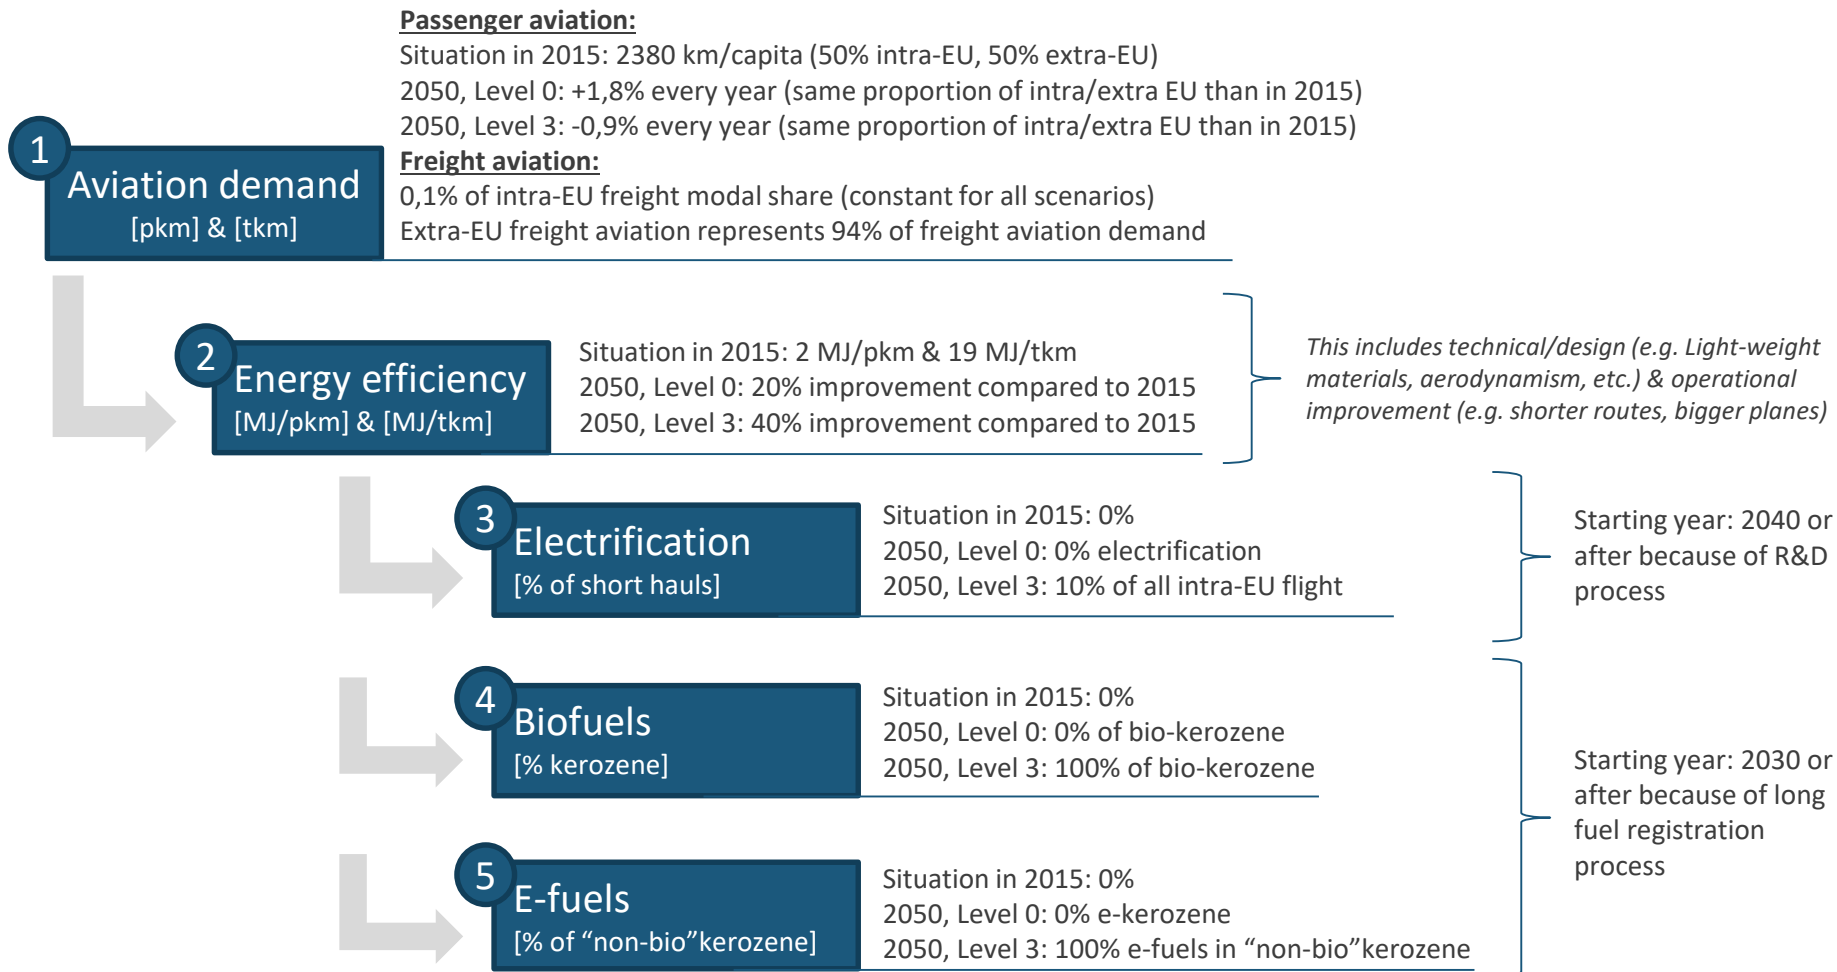 Passenger aviation:
Situation in 2015: 2380 km/capita (50% intra-EU, 50% extra-EU)
2050, Level 0: +1,8% every year (same proportion of intra/extra EU than in 2015)
2050, Level 3: -0,9% every year (same proportion of intra/extra EU than in 2015)
Freight aviation:
0,1% of intra-EU freight modal share (constant for all scenarios)
Extra-EU freight aviation represents 94% of freight aviation demand
1
Aviation demand
[pkm] & [tkm]
2
Energy efficiency
[MJ/pkm] & [MJ/tkm]
Situation in 2015: 2 MJ/pkm & 19 MJ/tkm
2050, Level 0: 20% improvement compared to 2015
2050, Level 3: 40% improvement compared to 2015
This includes technical/design (e.g. Light-weight
materials, aerodynamism, etc.) & operational
improvement (e.g. shorter routes, bigger planes)
3
Electrification
[% of short hauls]
Situation in 2015: 0%
2050, Level 0: 0% electrification
2050, Level 3: 10% of all intra-EU flight
Starting year: 2040 or
after because of R&D
process
4
Biofuels
[% kerozene]
Situation in 2015: 0%
2050, Level 0: 0% of bio-kerozene
2050, Level 3: 100% of bio-kerozene
Starting year: 2030 or
after because of long
fuel registration
process
5
E-fuels
[% of “non-bio”kerozene]
Situation in 2015: 0%
2050, Level 0: 0% e-kerozene
2050, Level 3: 100% e-fuels in “non-bio”kerozene